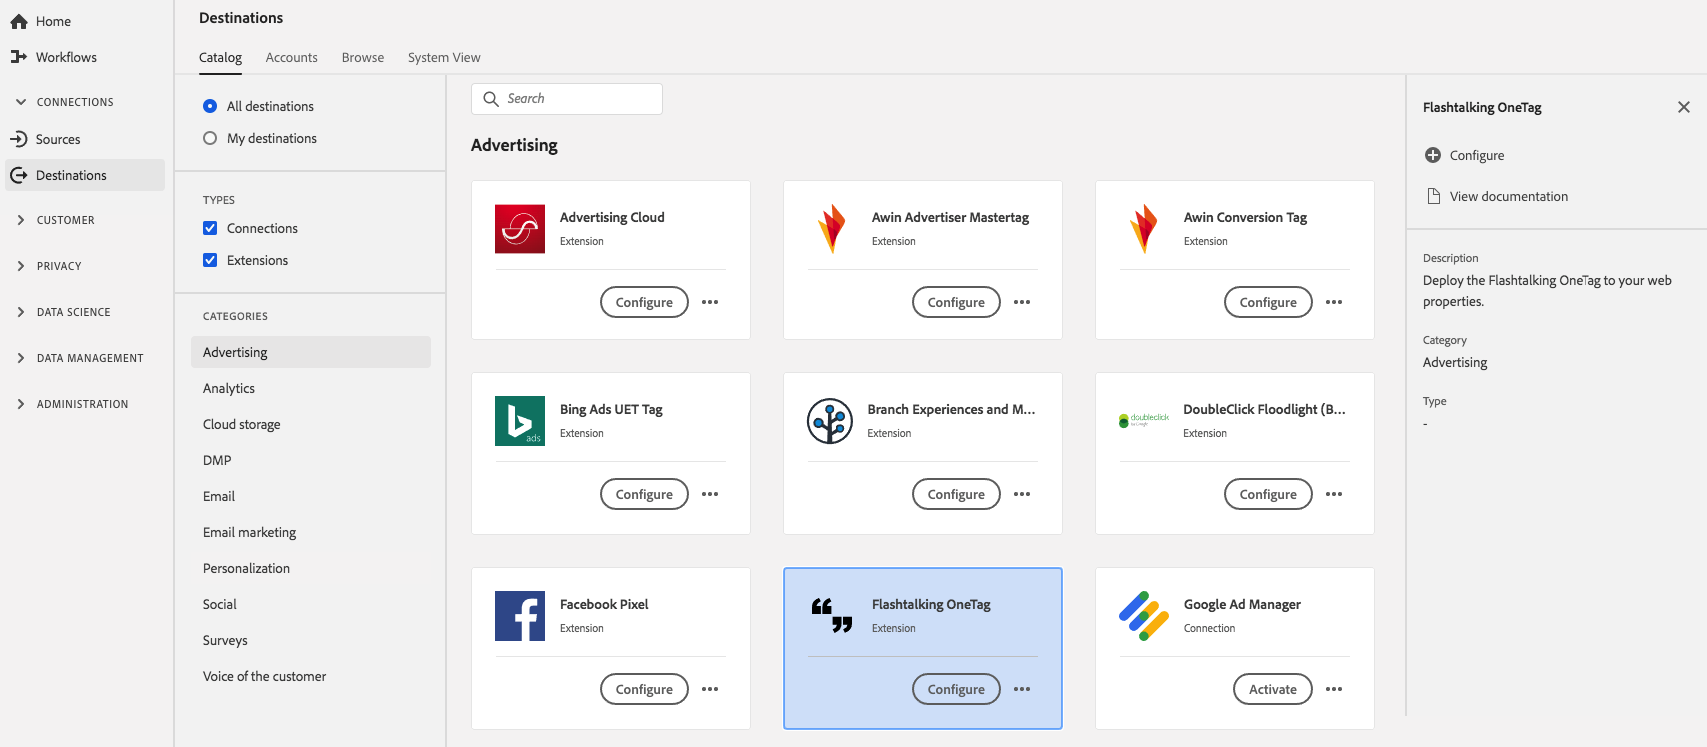 Home
Workflows
CONNECTIONS
Sources
Destinations
CUSTOMER
PRIVACY
DATA SCIENCE
DATA MANAGEMENT
ADMINISTRATION
Destinations
Catalog Accounts Browse System View
All destinations
My destinations
TYPES
Connections
Extensions
CATEGORIES
Advertising
Analytics
Cloud storage
DMP
Email
Email marketing
Personalization
Social
Surveys
Voice of the customer
Search
Advertising
Advertising Cloud
Extension
Configure
Awin Advertiser Mastertag
Extension
Configure
Awin Conversion Tag
Extension
Configure
b
ads
Bing Ads UET Tag
Extension
Configure
Branch Experiences and M...
Extension
Configure
doubleclick
by Google
DoubleClick Floodlight (B...
Extension
Configure
f
Facebook Pixel
Extension
Configure
Flashtalking OneTag
Extension
Configure
Google Ad Manager
Connection
Activate
Flashtalking OneTag
Configure
View documentation
Description
Deploy the Flashtalking OneTag to your web
properties.
Category
Advertising
Type
-